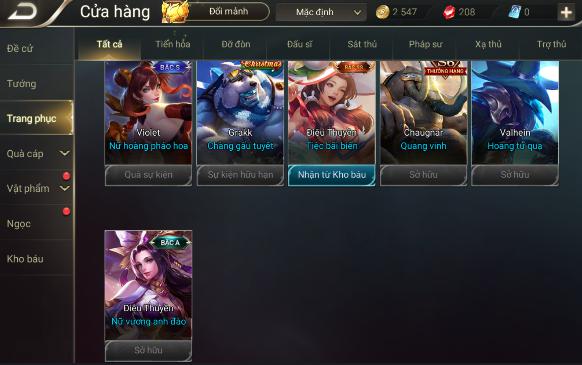 Cửa hàng
Đổi mảnh
Mặc định
2 547
208
0
Đề cử
Tướng
Trang phục
Quà cáp
Vật phẩm
Ngọc
Kho báu
Tất cả
Tiến hóa
Đỡ đòn
Đấu sĩ
Sát thủ
Pháp sư
Xạ thủ
Trợ thủ
BẬC S
Violet
Nữ hoàng pháo hoa
Quà sự kiện
Christmas
Grakk
Chàng gấu tuyết
Sự kiện hữu hạn
Điêu Thuyền
Tiệc bãi biển
Nhận từ Kho báu
S6
THƯỞNG HẠNG
Chaugnar
Quang vinh
Sở hữu
Valhein
Hoàng tử quạ
Sở hữu
BẬC A
Điêu Thuyền
Nữ vương anh đào
Sở hữu